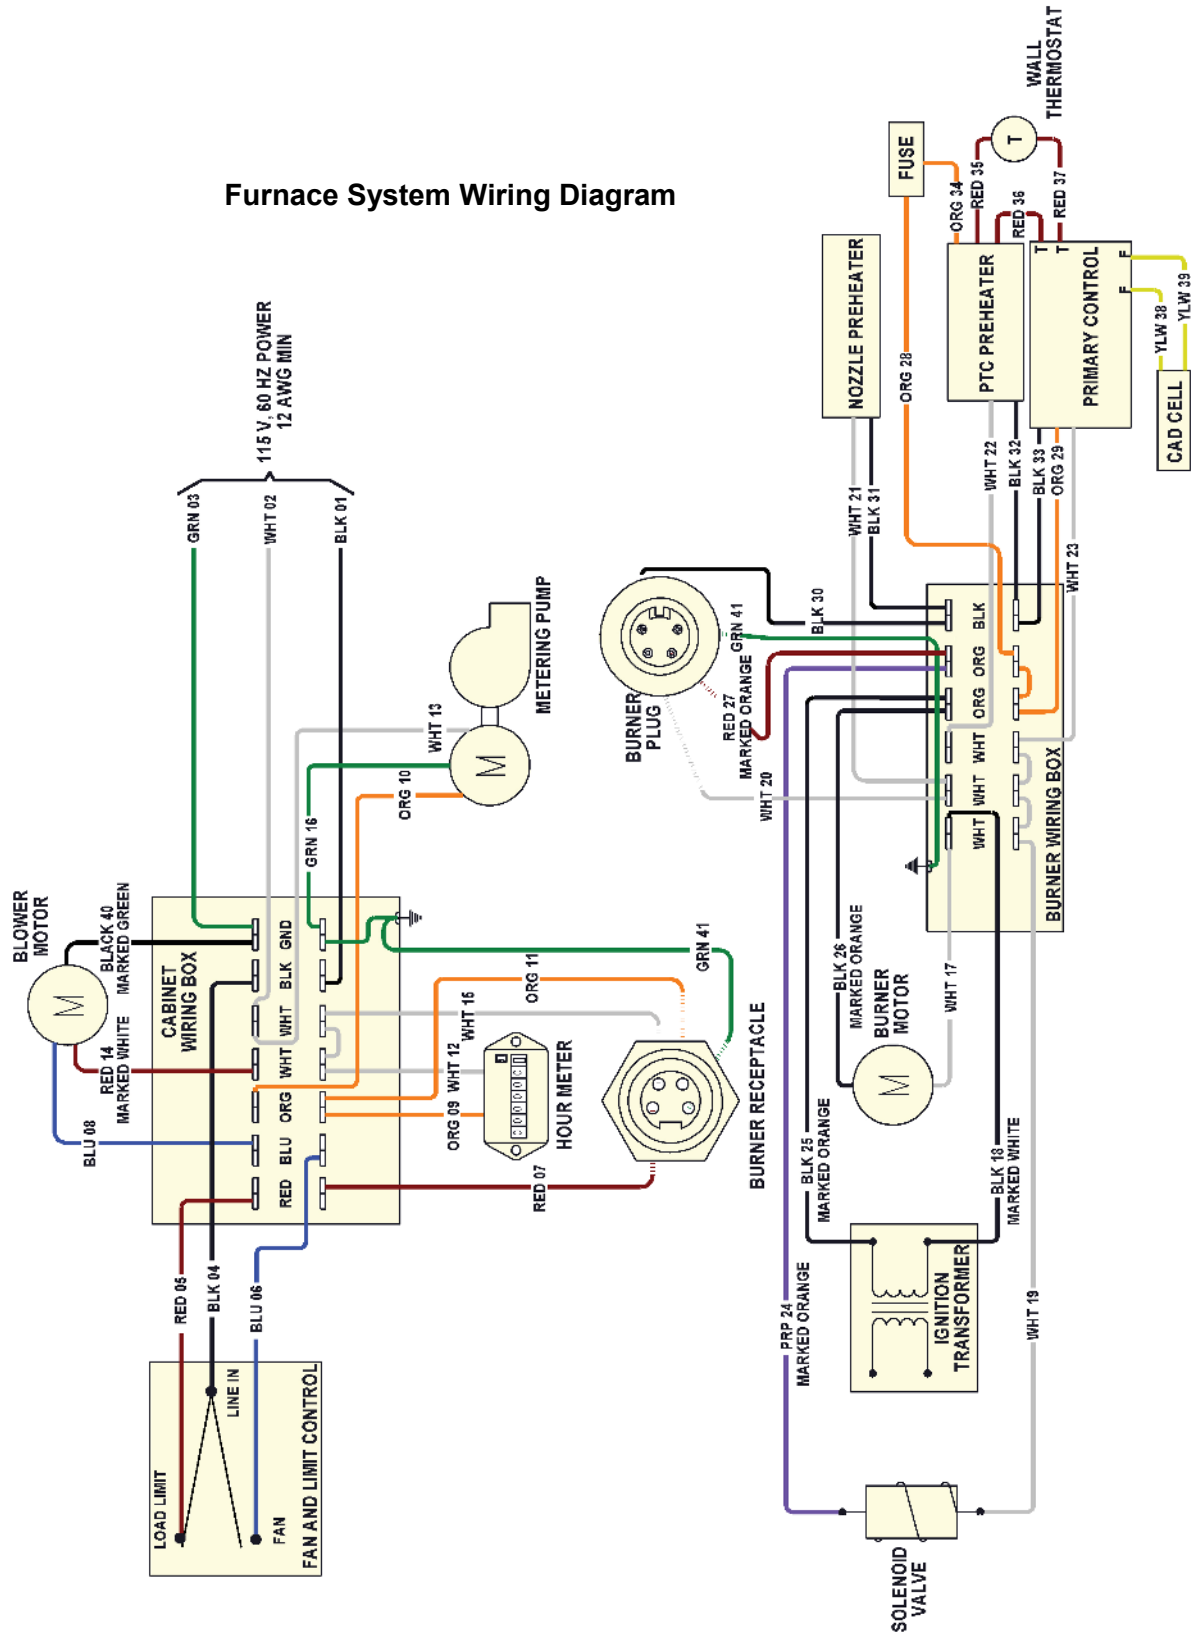 Furnace System Wiring Diagram
115 V, 60 HZ POWER
12 AWG MIN
GRN 03
WHT 02
BLK 01
BLOWER
MOTOR
M
BLACK 40
MARKED GREEN
RED 14
MARKED WHITE
BLU 08
CABINET
WIRING BOX
RED
BLU
ORG
WHT
WHT
BLK
GND
RED 05
BLK 04
BLU 06
LOAD LIMIT
LINE IN
FAN
FAN AND LIMIT CONTROL
METERING PUMP
M
WHT 13
ORG 10
GRN 16
ORG 11
GRN 41
WHT 15
WHT 12
ORG 09
RED 07
HOUR METER
BURNER RECEPTACLE
BURNER
PLUG
GRN 41
BLK 30
RED 27
MARKED ORANGE
WHT 20
NOZZLE PREHEATER
WHT 21
BLK 31
FUSE
ORG 28
ORG 34
RED 35
RED 36
RED 37
T
WALL
THERMOSTAT
PTC PREHEATER
WHT 22
BLK 32
PRIMARY CONTROL
T
T
F
F
BLK 33
ORG 29
WHT 23
YLW 38
YLW 39
CAD CELL
BURNER WIRING BOX
WHT
WHT
WHT
ORG
ORG
BLK
BLK 26
MARKED ORANGE
BURNER
MOTOR
M
WHT 17
BLK 25
MARKED ORANGE
BLK 18
MARKED WHITE
IGNITION
TRANSFORMER
PRP 24
MARKED ORANGE
WHT 19
SOLENOID
VALVE